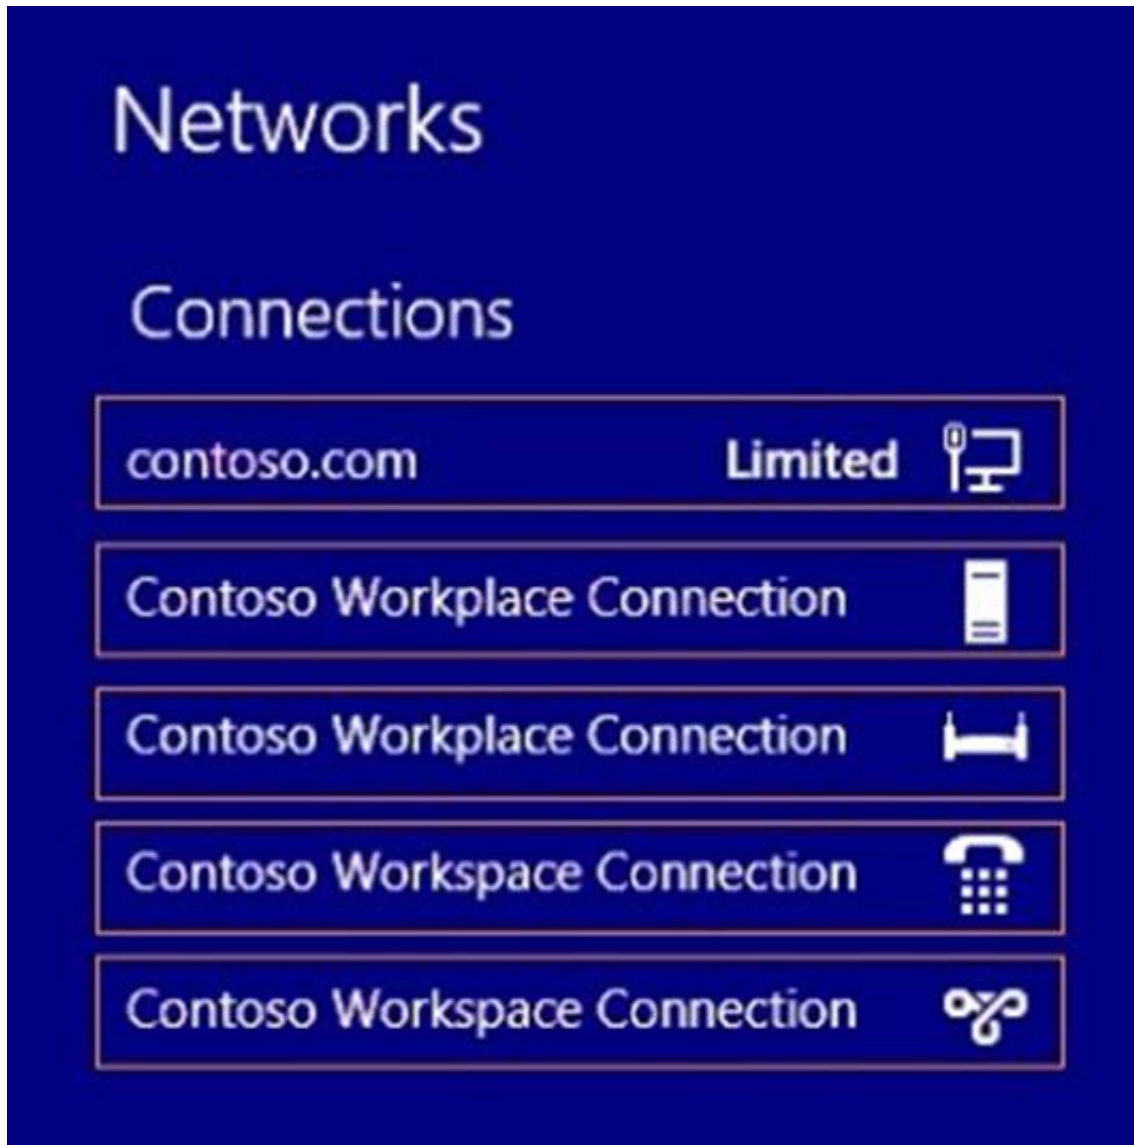 Networks
Connections
contoso.com Limited
Contoso Workplace Connection
Contoso Workplace Connection
Contoso Workspace Connection
Contoso Workspace Connection